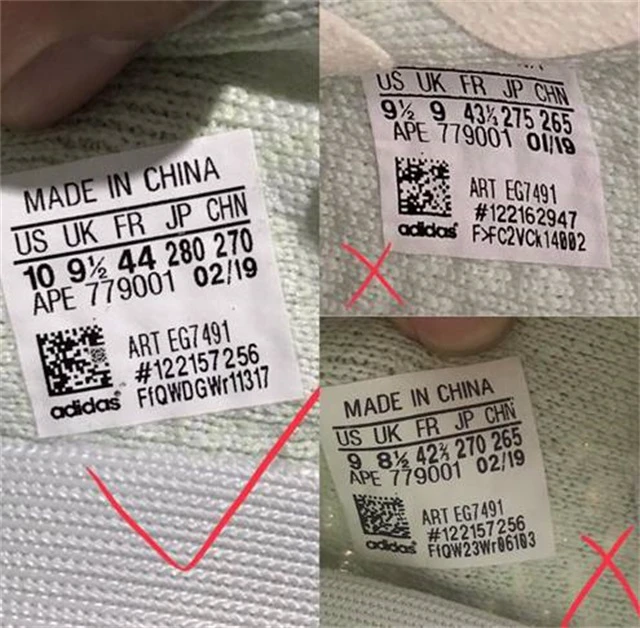 MADE IN CHINA
US UK FR JP CHN
10 9½ 44 280 270
APE 779001 02/19
ART EG7491
#122157256
adidas
FfQWDGWr11317
US UK FR JP CHN
9½ 9 43⅓ 275 265
APE 779001 01/19
ART EG7491
#122162947
adidas
F>FC2VCk14002
MADE IN CHINA
US UK FR JP CHN
9 8½ 42⅔ 270 265
APE 779001 02/19
ART EG7491
#122157256
adidas
FfQW23Wr06103